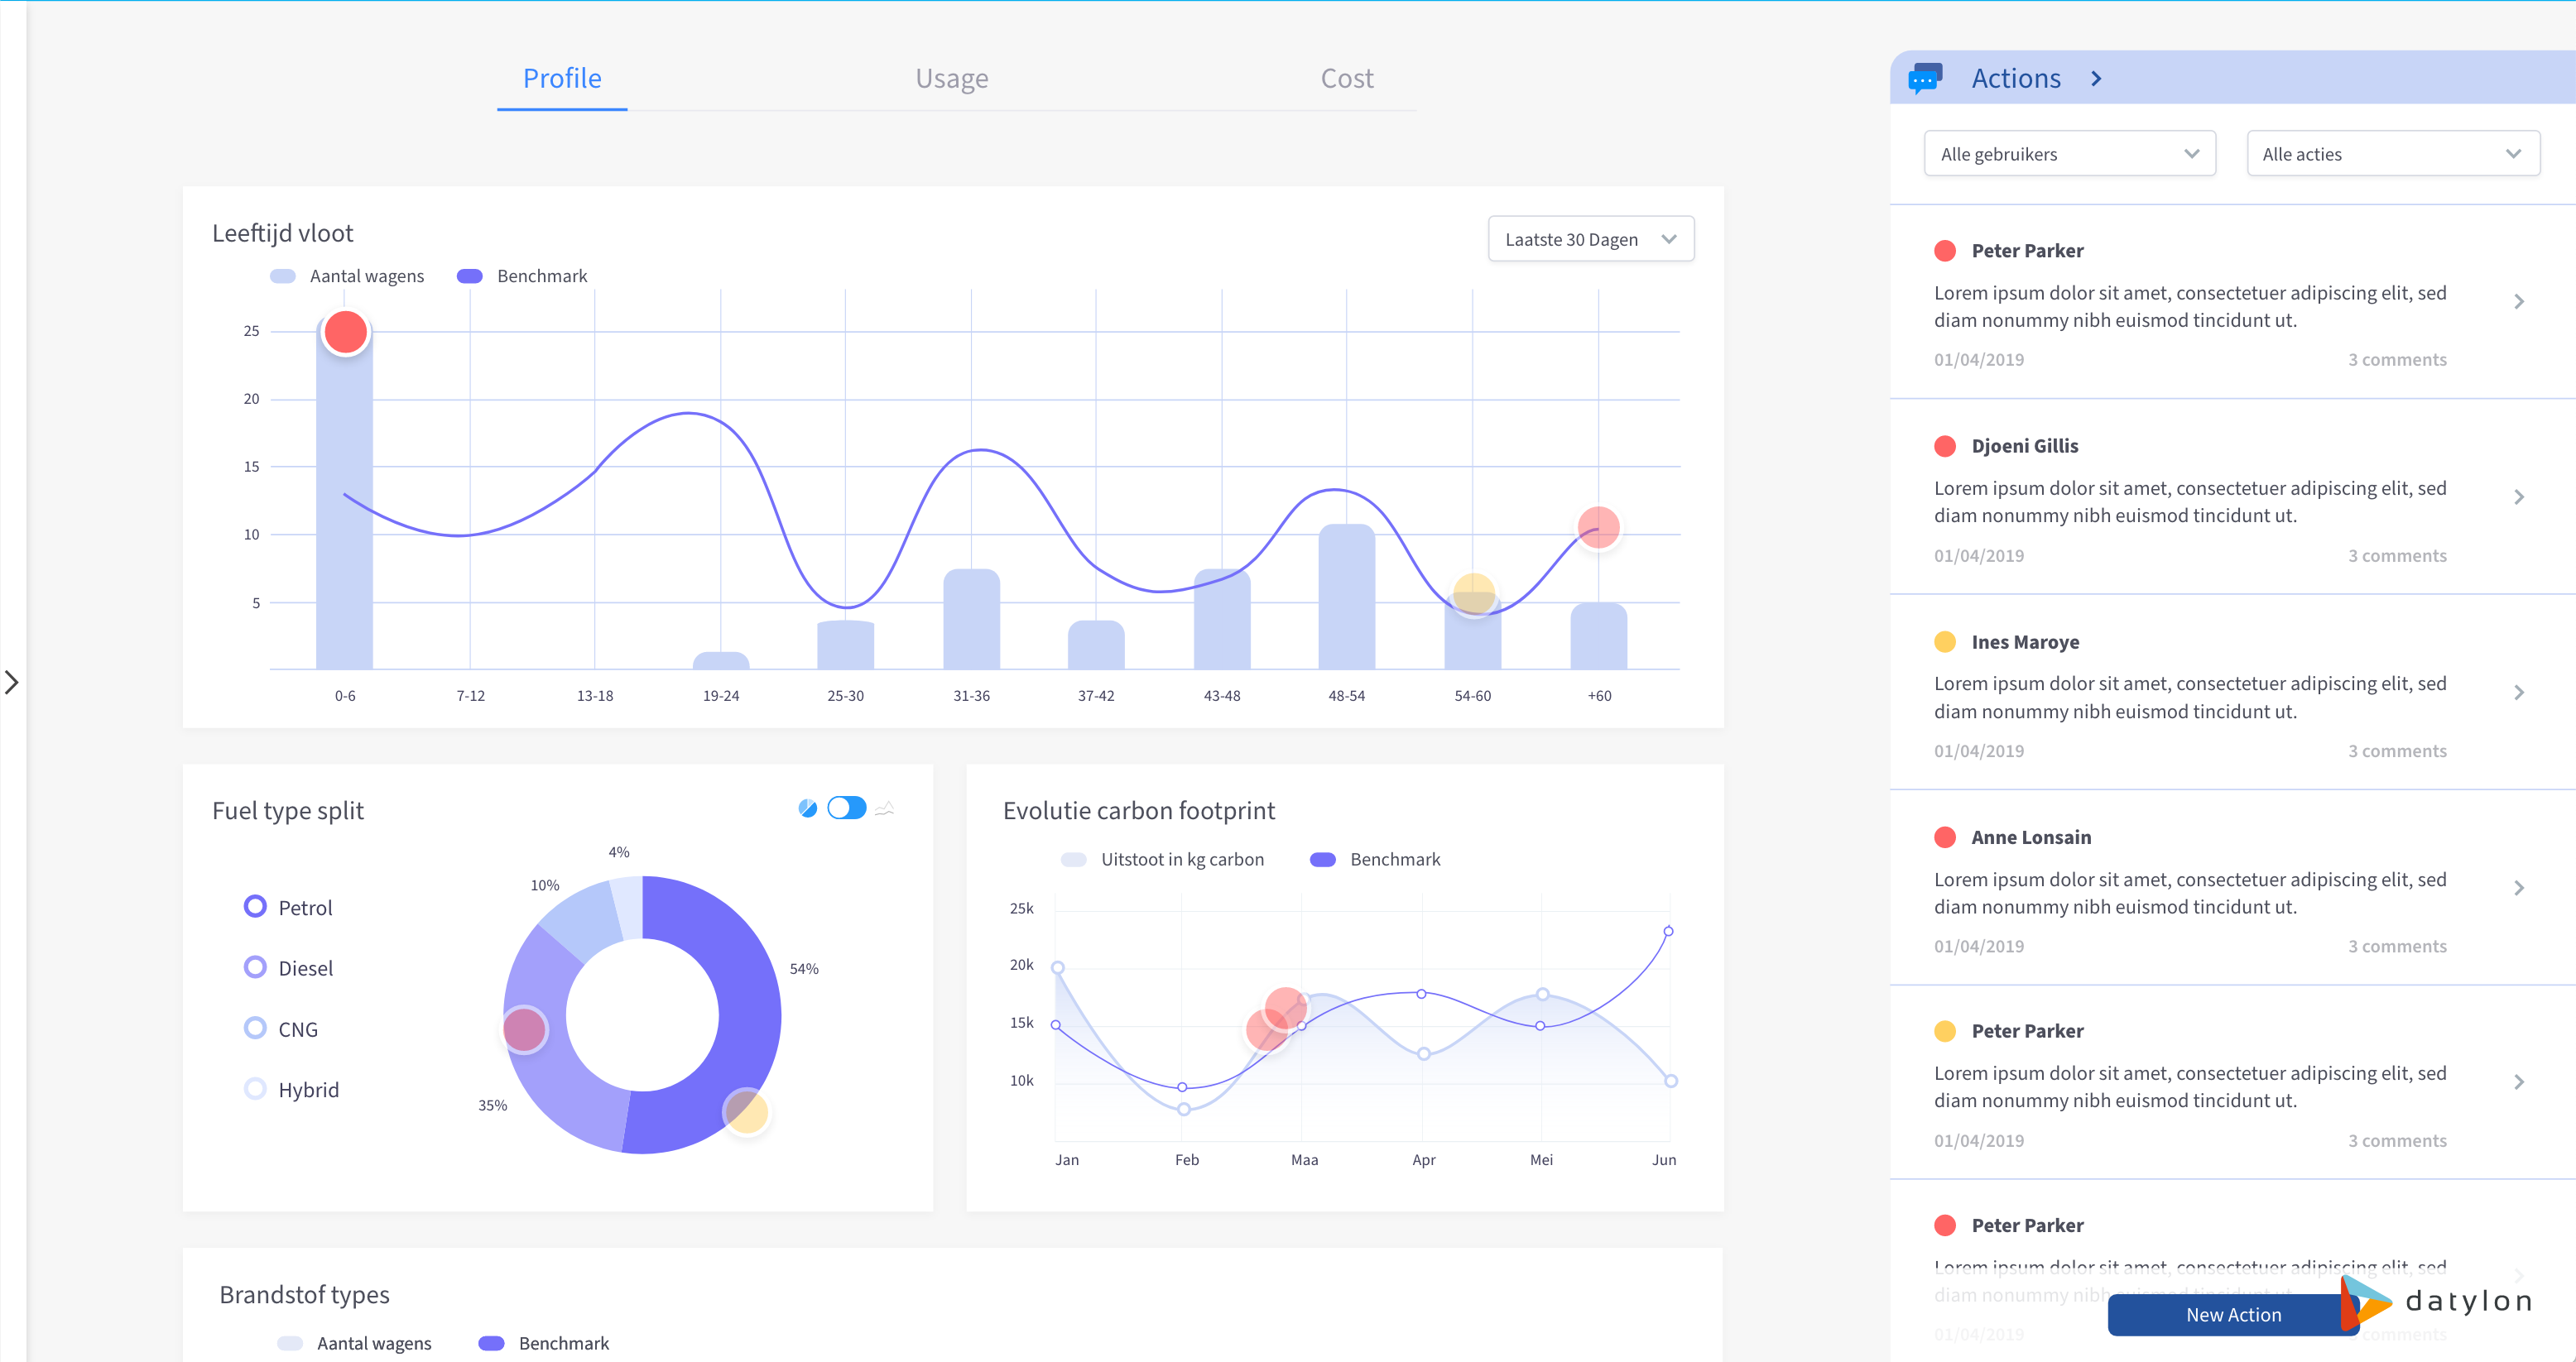 Profile
Usage
Cost
Leeftijd vloot
Laatste 30 Dagen
Aantal wagens
Benchmark
25
20
15
10
5
0-6
7-12
13-18
19-24
25-30
31-36
37-42
43-48
48-54
54-60
+60
Fuel type split
Petrol
Diesel
CNG
Hybrid
4%
10%
54%
35%
Evolutie carbon footprint
Uitstoot in kg carbon
Benchmark
25k
20k
15k
10k
Jan
Feb
Maa
Apr
Mei
Jun
Brandstof types
Aantal wagens
Benchmark
Actions
Alle gebruikers
Alle acties
Peter Parker
Lorem ipsum dolor sit amet, consectetuer adipiscing elit, sed
diam nonummy nibh euismod tincidunt ut.
01/04/2019
3 comments
Djoeni Gillis
Lorem ipsum dolor sit amet, consectetuer adipiscing elit, sed
diam nonummy nibh euismod tincidunt ut.
01/04/2019
3 comments
Ines Maroye
Lorem ipsum dolor sit amet, consectetuer adipiscing elit, sed
diam nonummy nibh euismod tincidunt ut.
01/04/2019
3 comments
Anne Lonsain
Lorem ipsum dolor sit amet, consectetuer adipiscing elit, sed
diam nonummy nibh euismod tincidunt ut.
01/04/2019
3 comments
Peter Parker
Lorem ipsum dolor sit amet, consectetuer adipiscing elit, sed
diam nonummy nibh euismod tincidunt ut.
01/04/2019
3 comments
Peter Parker
Lorem ipsum dolor sit amet, consectetuer adipiscing elit, sed
diam nonummy nibh
01/04/2019
comments
New Action
datylon